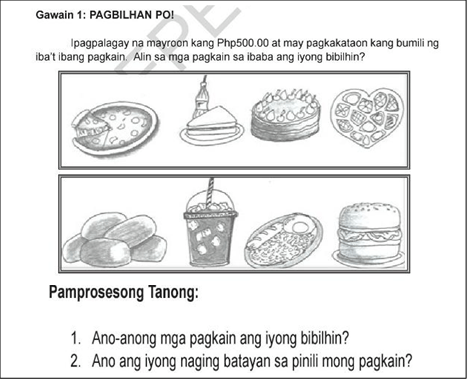 Gawain 1: PAGBILHAN PO!
Ipagpalagay na mayroon kang Php500.00 at may pagkakataon kang bumili ng
iba't ibang pagkain. Alin sa mga pagkain sa ibaba ang iyong bibilhin?
Pamprosesong Tanong:
1. Ano-anong mga pagkain ang iyong bibilhin?
2. Ano ang iyong naging batayan sa pinili mong pagkain?